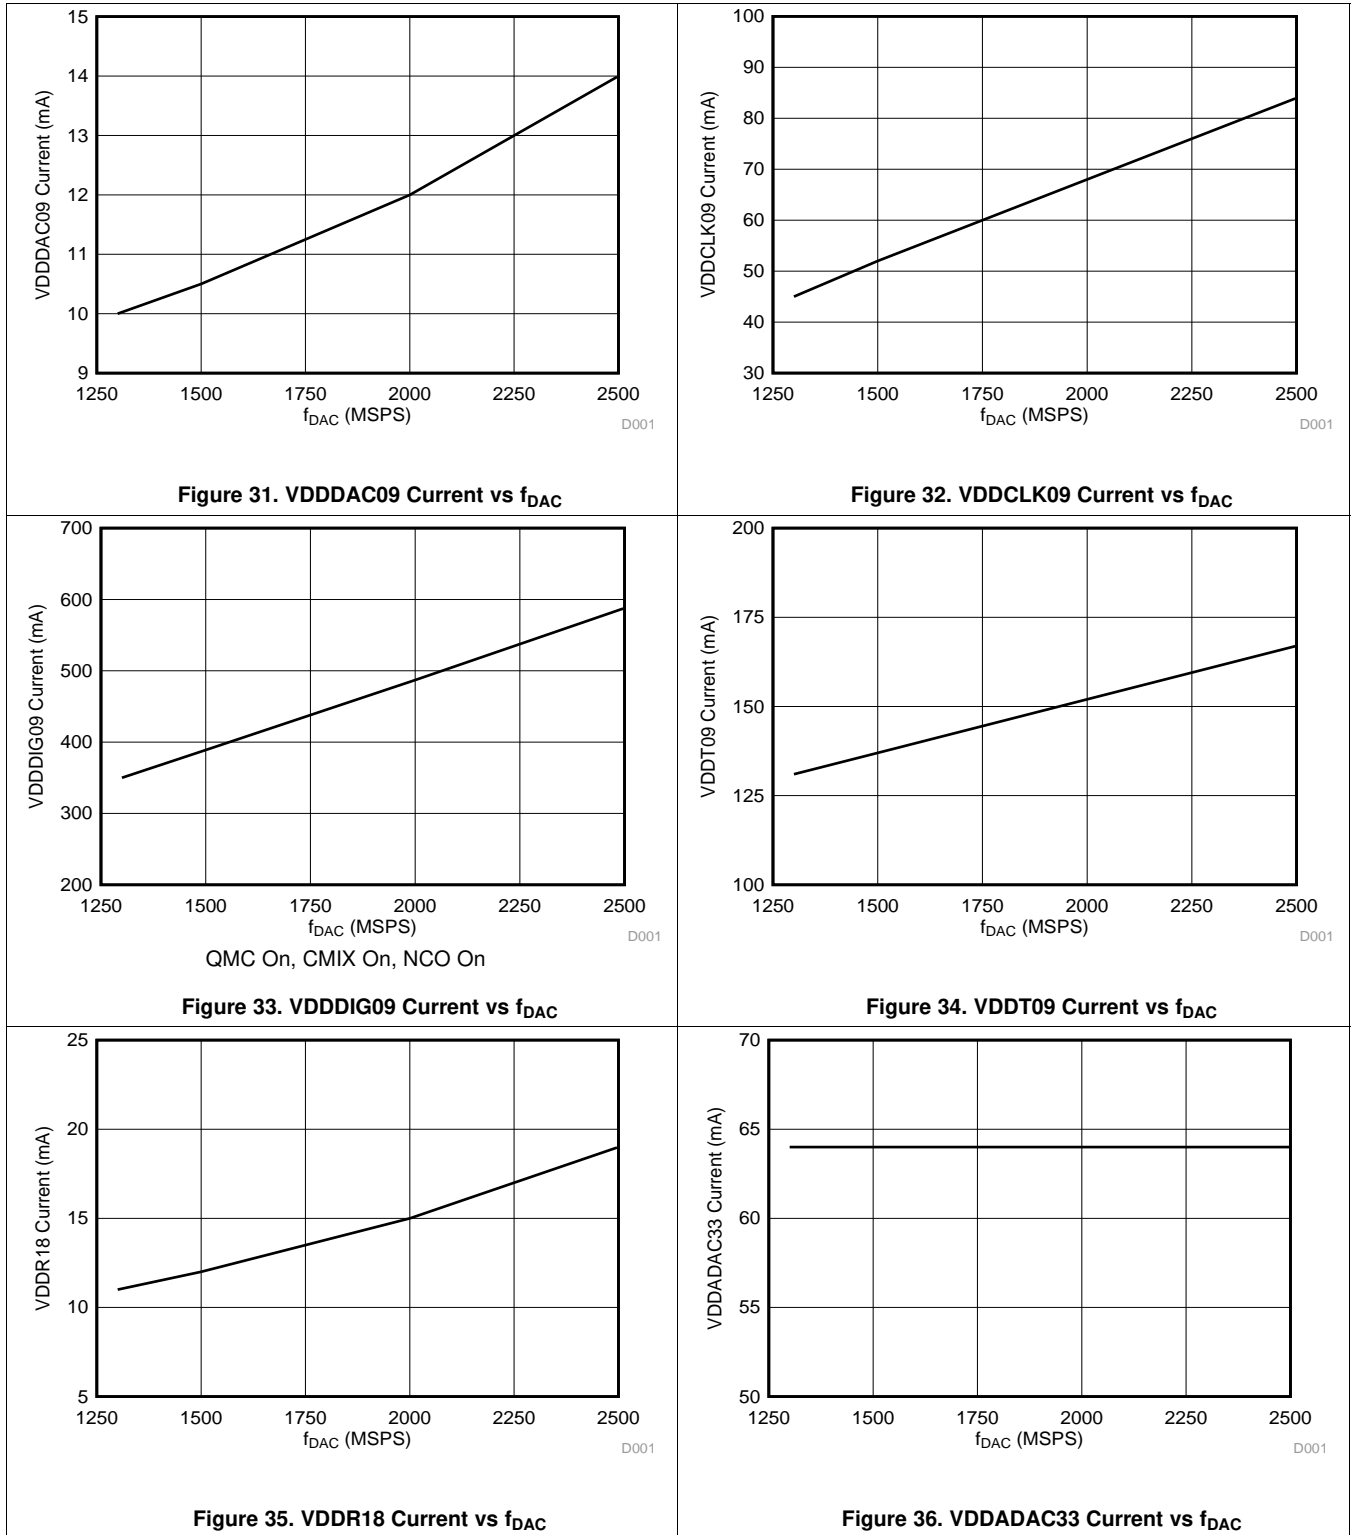 15
14
13
12
11
10
9
VDDDAC09 Current (mA)
1250 1500 1750 2000 2250 2500
fDAC (MSPS)
D001
Figure 31. VDDDAC09 Current vs fDAC
100
90
80
70
60
50
40
30
VDDCLK09 Current (mA)
1250 1500 1750 2000 2250 2500
fDAC (MSPS)
D001
Figure 32. VDDCLK09 Current vs fDAC
700
600
500
400
300
200
VDDDIG09 Current (mA)
1250 1500 1750 2000 2250 2500
fDAC (MSPS)
D001
QMC On, CMIX On, NCO On
Figure 33. VDDDIG09 Current vs fDAC
200
175
150
125
100
VDDT09 Current (mA)
1250 1500 1750 2000 2250 2500
fDAC (MSPS)
D001
Figure 34. VDDT09 Current vs fDAC
25
20
15
10
5
VDDR18 Current (mA)
1250 1500 1750 2000 2250 2500
fDAC (MSPS)
D001
Figure 35. VDDR18 Current vs fDAC
70
65
60
55
50
VDDADAC33 Current (mA)
1250 1500 1750 2000 2250 2500
fDAC (MSPS)
D001
Figure 36. VDDADAC33 Current vs fDAC